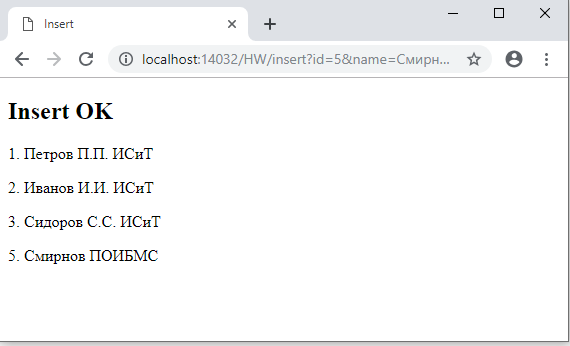 Insert
localhost:14032/HW/insert?id=5&name=Смирн...
Insert OK
1. Петров П.П. ИСиТ
2. Иванов И.И. ИСиТ
3. Сидоров С.С. ИСиТ
5. Смирнов ПОИБМС